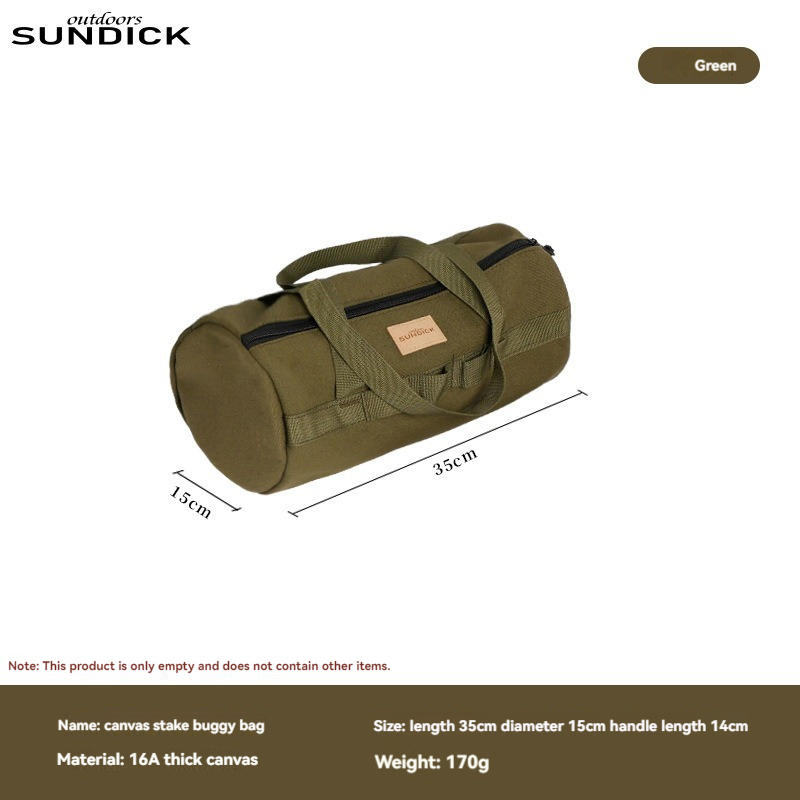 outdoors
SUNDICK
Green
SUNDICK
35cm
15cm
Note: This product is only empty and does not contain other items.
Name: canvas stake buggy bag
Size: length 35cm diameter 15cm handle length 14cm
Material: 16A thick canvas
Weight: 170g